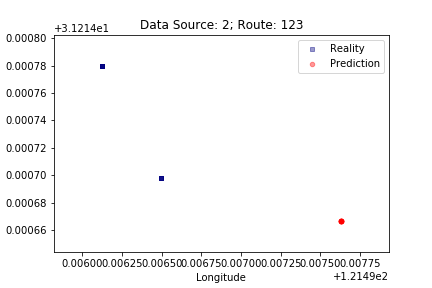 Data Source: 2; Route: 123
+3.1214e1
0.00080
0.00078
0.00076
0.00074
0.00072
0.00070
0.00068
0.00066
Reality
Prediction
0.00600 0.00625 0.00650 0.00675 0.00700 0.00725 0.00750 0.00775
Longitude
+1.2149e2